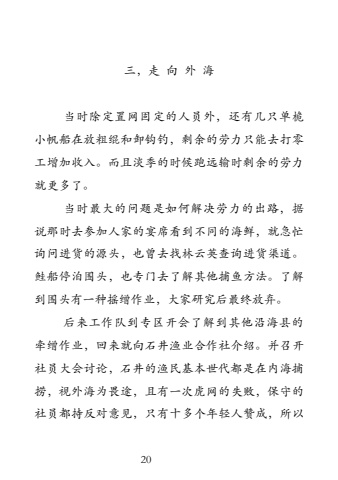 三，走向外海
当时除定置网固定的人员外，还有几只单桅
小帆船在放粗绲和卸钩钓，剩余的劳力只能去打零
工增加收入。而且淡季的时候跑远输时剩余的劳力
就更多了。
当时最大的问题是如何解决劳力的出路，据
说那时去参加人家的宴席看到不同的海鲜，就急忙
询问进货的源头，也曾去找林云英查询进货渠道。
鲑船停泊围头，也专门去了解其他捕鱼方法。了解
到围头有一种摇缯作业，大家研究后最终放弃。
后来工作队到专区开会了解到其他沿海县的
牵缯作业，回来就向石井渔业合作社介绍。并召开
社员大会讨论，石井的渔民基本世代都是在内海捕
捞，视外海为畏途，且有一次虎网的失败，保守的
社员都持反对意见，只有十多个年轻人赞成，所以
20